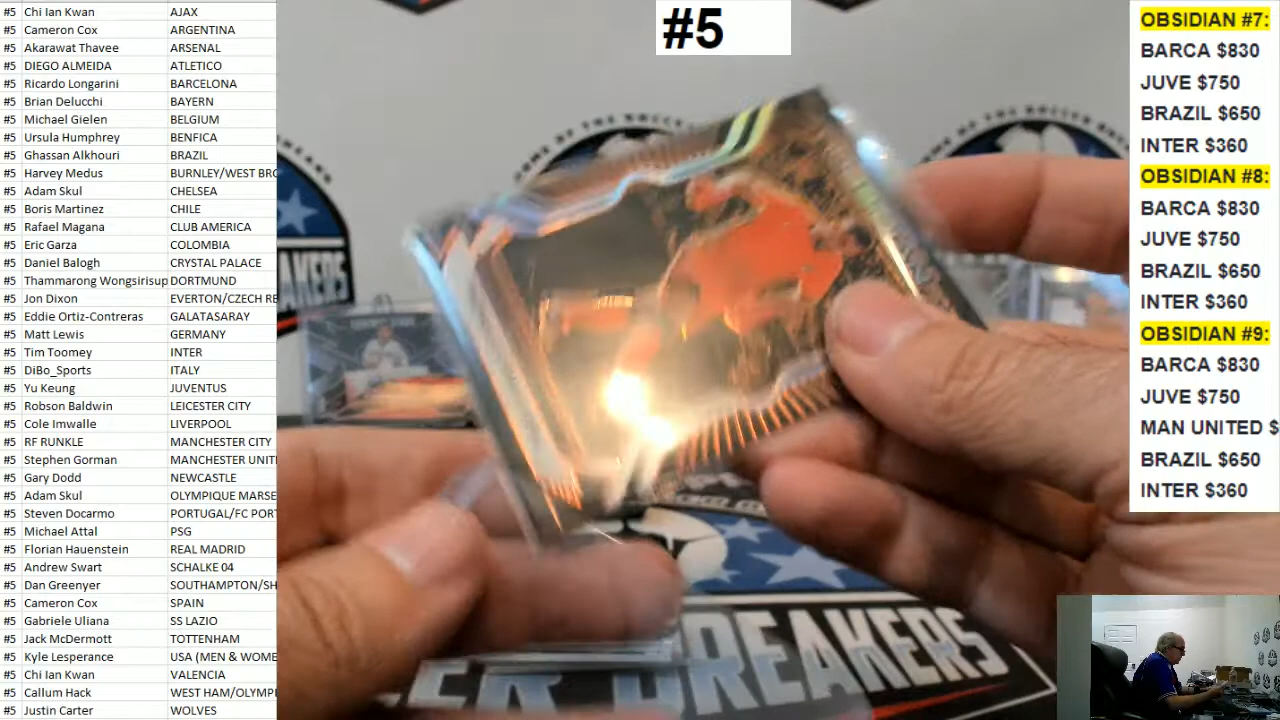 #5 Chi Ian Kwan AJAX
#5 Cameron Cox ARGENTINA
#5 Akarawat Thavee ARSENAL
#5 DIEGO ALMEIDA ATLETICO
#5 Ricardo Longarini BARCELONA
#5 Brian Delucchi BAYERN
#5 Michael Gielen BELGIUM
#5 Ursula Humphrey BENFICA
#5 Ghassan Alkhouri BRAZIL
#5 Harvey Medus BURNLEY/WEST BRO
#5 Adam Skul CHELSEA
#5 Boris Martinez CHILE
#5 Rafael Magana CLUB AMERICA
#5 Eric Garza COLOMBIA
#5 Daniel Balogh CRYSTAL PALACE
#5 Thammarong Wongsirisup DORTMUND
#5 Jon Dixon EVERTON/CZECH RE
#5 Eddie Ortiz-Contreras GALATASARAY
#5 Matt Lewis GERMANY
#5 Tim Toomey INTER
#5 DiBo_Sports ITALY
#5 Yu Keung JUVENTUS
#5 Robson Baldwin LEICESTER CITY
#5 Cole Imwalle LIVERPOOL
#5 RF RUNKLE MANCHESTER CITY
#5 Stephen Gorman MANCHESTER UNIT
#5 Gary Dodd NEWCASTLE
#5 Adam Skul OLYMPIQUE MARSE
#5 Steven Docarmo PORTUGAL/FC POR
#5 Michael Attal PSG
#5 Florian Hauenstein REAL MADRID
#5 Andrew Swart SCHALKE 04
#5 Dan Greenyer SOUTHAMPTON/SH
#5 Cameron Cox SPAIN
#5 Gabriele Uliana SS LAZIO
#5 Jack McDermott TOTTENHAM
#5 Kyle Lesperance USA (MEN & WOME
#5 Chi Ian Kwan VALENCIA
#5 Callum Hack WEST HAM/OLYMP
#5 Justin Carter WOLVES
#5
BREAKERS
OBSIDIAN #7:
BARCA $830
JUVE $750
BRAZIL $650
INTER $360
OBSIDIAN #8:
BARCA $830
JUVE $750
BRAZIL $650
INTER $360
OBSIDIAN #9:
BARCA $830
JUVE $750
MAN UNITED $
BRAZIL $650
INTER $360